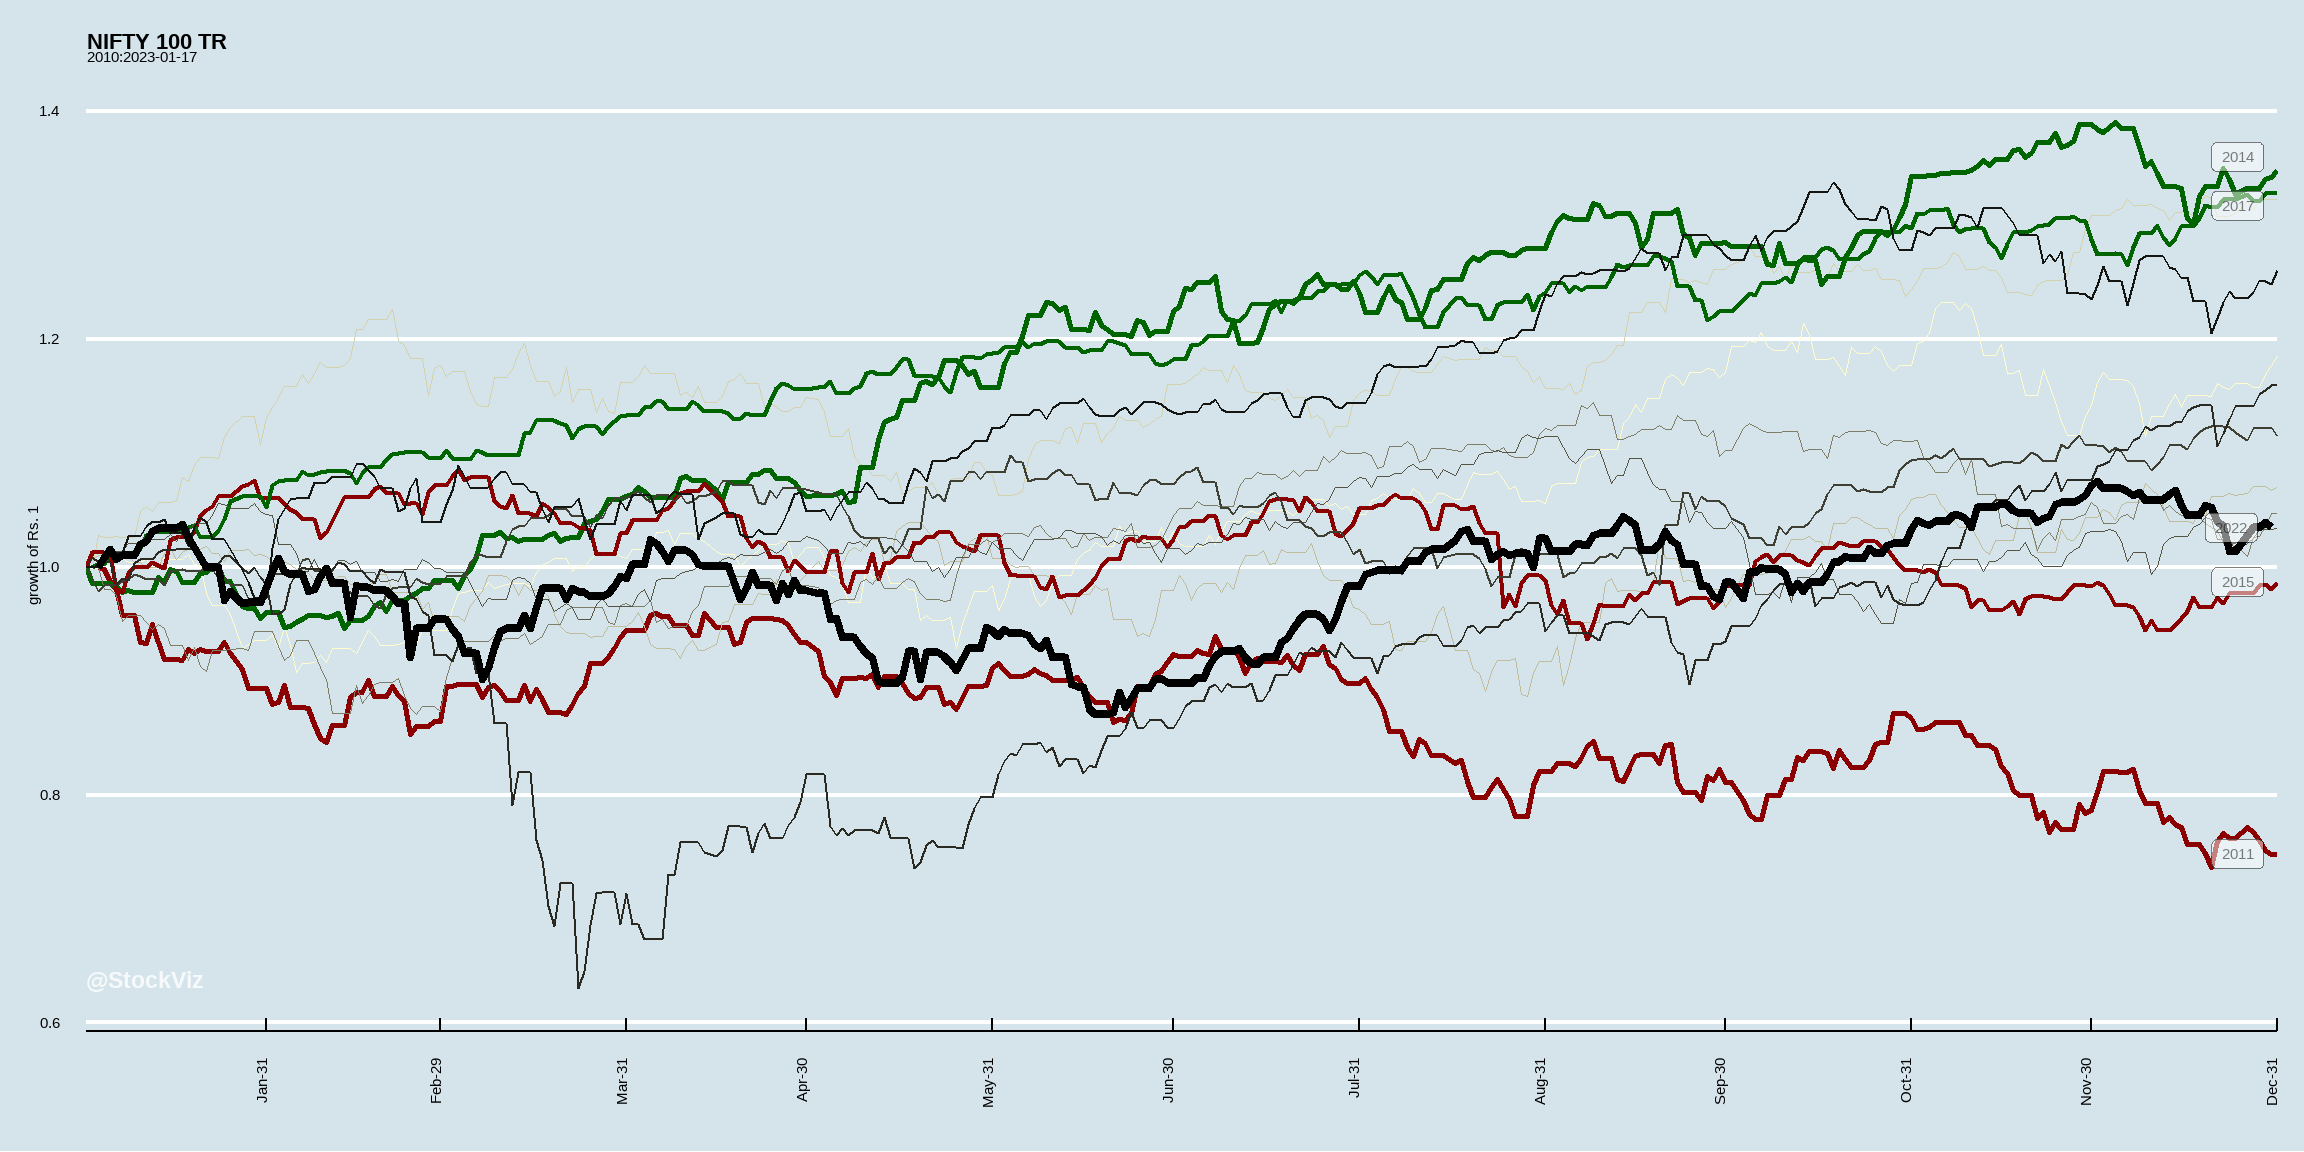 NIFTY 100 TR
2010:2023-01-17
1.4
1.2
1.0
0.8
0.6
growth of Rs. 1
2014
2017
2022
2015
2011
@StockViz
Jan-31
Feb-29
Mar-31
Apr-30
May-31
Jun-30
Jul-31
Aug-31
Sep-30
Oct-31
Nov-30
Dec-31